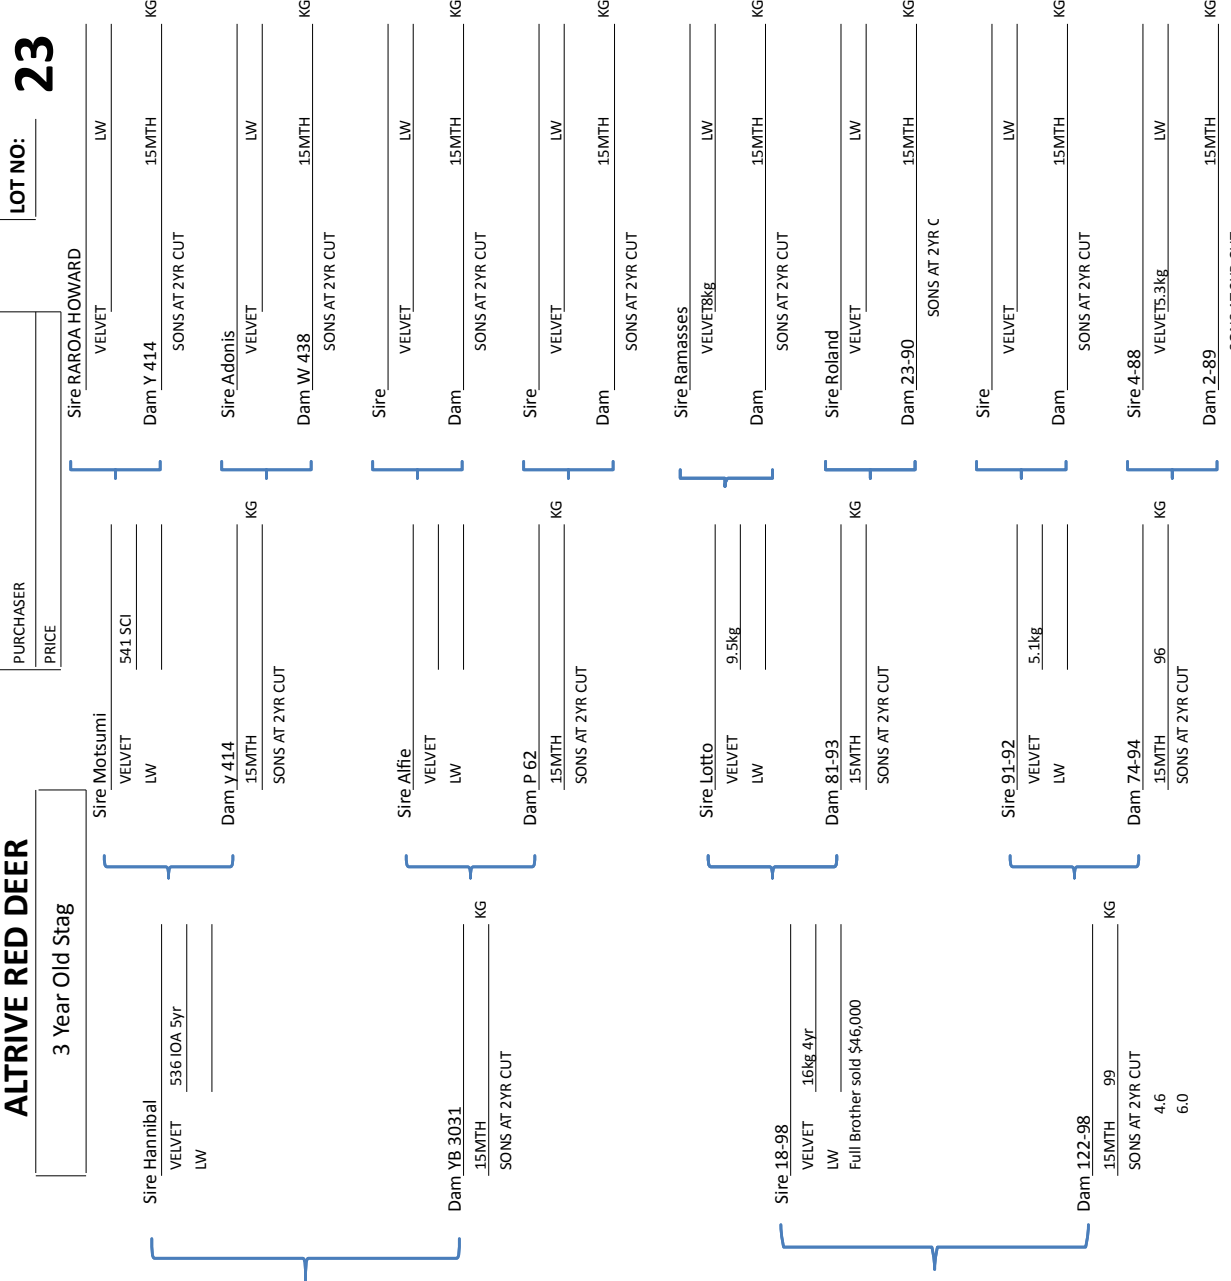 ALTRIVE RED DEER
3 Year Old Stag
PURCHASER
PRICE
LOT NO:
23
Sire Hannibal
VELVET 536 IOA 5yr
LW
Dam YB 3031
15MTH KG
SONS AT 2YR CUT
Sire 18-98
VELVET 16kg 4yr
LW
Full Brother sold $46,000
Dam 122-98
15MTH 99 KG
SONS AT 2YR CUT
4.6
6.0
Sire Motsumi
VELVET 541 SCI
LW
Dam y 414
15MTH KG
SONS AT 2YR CUT
Sire Alfie
VELVET
LW
Dam P 62
15MTH KG
SONS AT 2YR CUT
Sire Lotto
VELVET 9.5kg
LW
Dam 81-93
15MTH KG
SONS AT 2YR CUT
Sire 91-92
VELVET 5.1kg
LW
Dam 74-94
15MTH 96 KG
SONS AT 2YR CUT
Sire RAROA HOWARD
VELVET LW
Dam Y 414 15MTH KG
SONS AT 2YR CUT
Sire Adonis
VELVET LW
Dam W 438 15MTH KG
SONS AT 2YR CUT
Sire
VELVET LW
Dam 15MTH KG
SONS AT 2YR CUT
Sire
VELVET LW
Dam 15MTH KG
SONS AT 2YR CUT
Sire Ramasses
VELVET8kg LW
Dam 15MTH KG
SONS AT 2YR CUT
Sire Roland
VELVET LW
Dam 23-90 15MTH KG
SONS AT 2YR C
Sire
VELVET LW
Dam 15MTH KG
SONS AT 2YR CUT
Sire 4-88
VELVET5.3kg LW
Dam 2-89 15MTH KG